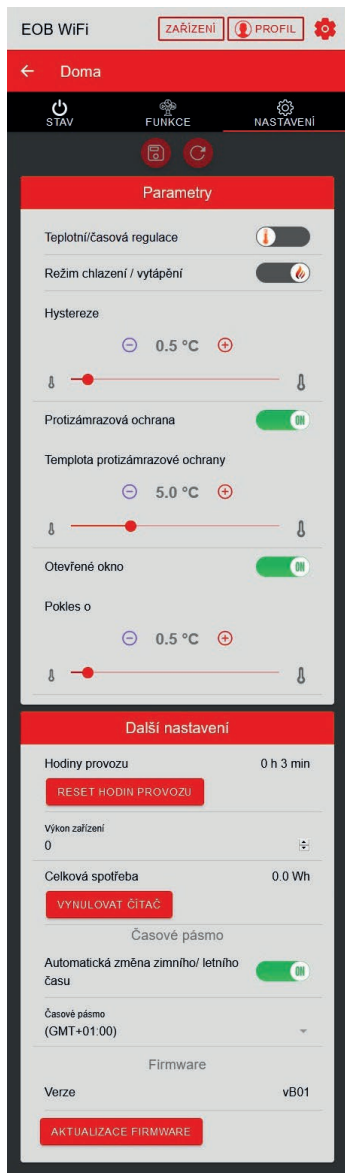 EOB WiFi
ZAŘÍZENÍ
PROFIL
Doma
STAV
FUNKCE
NASTAVENÍ
Parametry
Teplotní/časová regulace
Režim chlazení / vytápění
Hystereze
0.5 °C
Protizámrazová ochrana
ON
Templota protizámrazové ochrany
5.0 °C
Otevřené okno
ON
Pokles o
0.5 °C
Další nastavení
Hodiny provozu
0 h 3 min
RESET HODIN PROVOZU
Výkon zařízení
0
Celková spotřeba
0.0 Wh
VYNULOVAT ČÍTAČ
Časové pásmo
Automatická změna zimního/ letního
času
ON
Časové pásmo
(GMT+01:00)
Firmware
Verze
vB01
AKTUALIZACE FIRMWARE